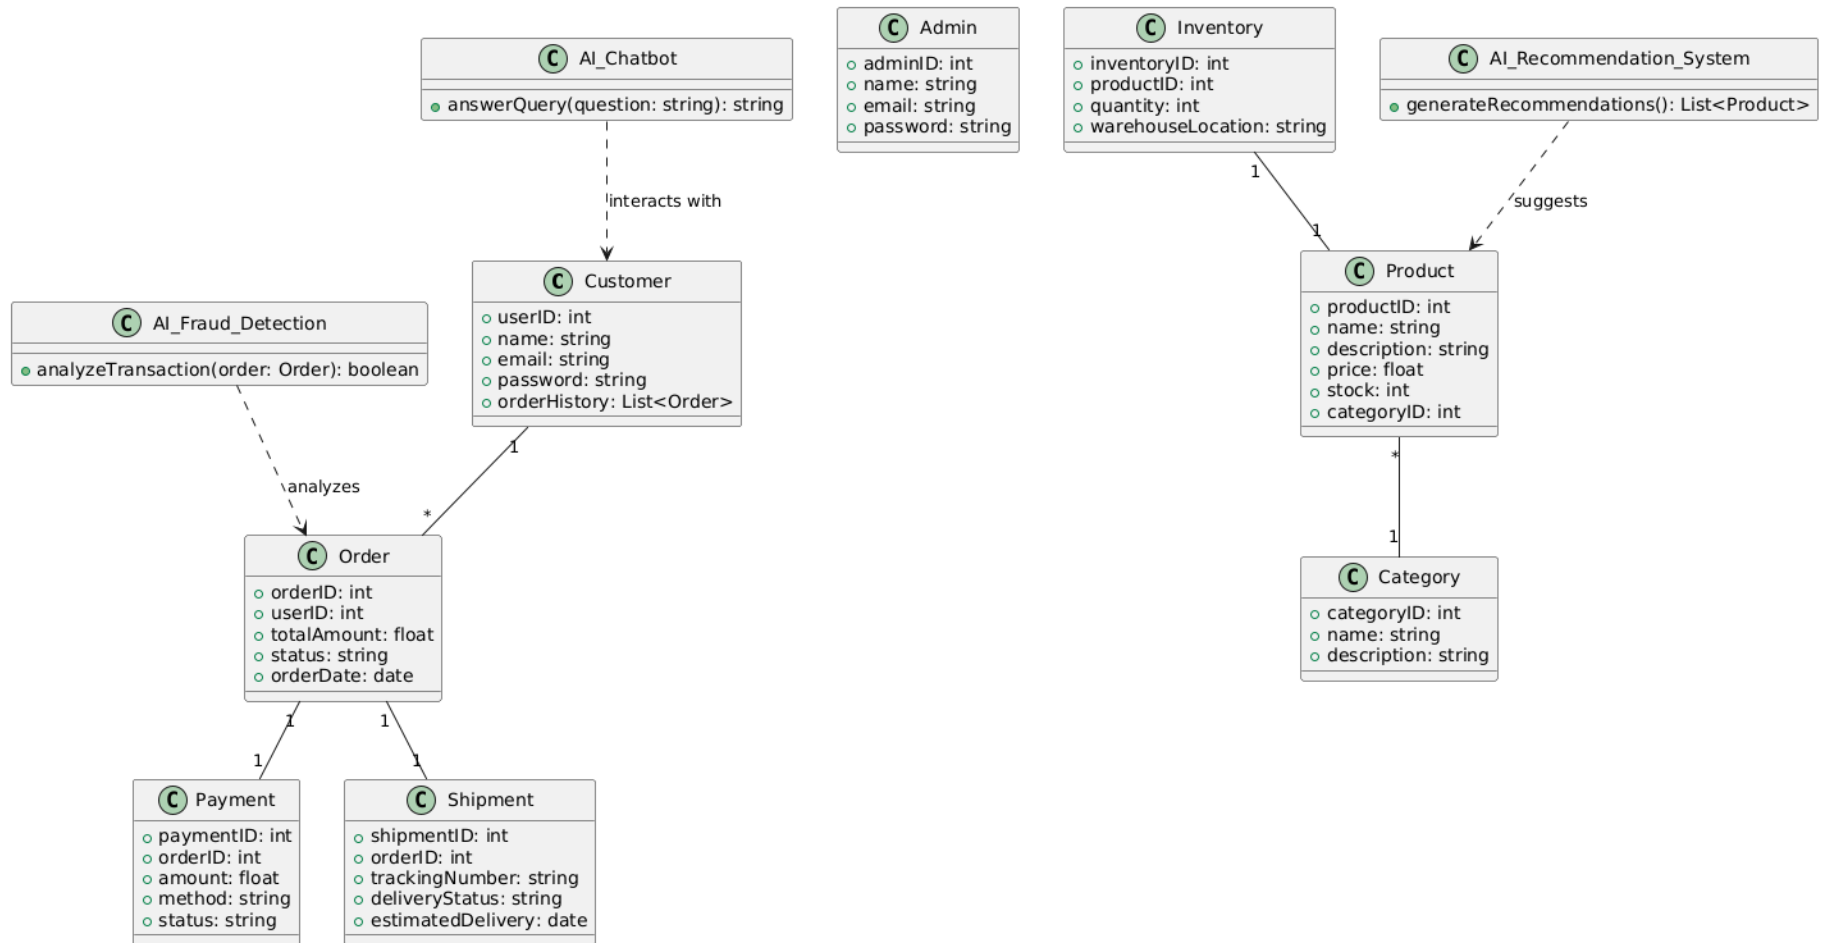 C AI_Chatbot
answerQuery(question: string): string
C Admin
adminID: int
name: string
email: string
password: string
C Inventory
inventoryID: int
productID: int
quantity: int
warehouseLocation: string
C AI_Recommendation_System
generateRecommendations(): List<Product>
interacts with
1
1
suggests
C Customer
userID: int
name: string
email: string
password: string
orderHistory: List<Order>
C Product
productID: int
name: string
description: string
price: float
stock: int
categoryID: int
C AI_Fraud_Detection
analyzeTransaction(order: Order): boolean
analyzes
1
*
*
1
C Order
orderID: int
userID: int
totalAmount: float
status: string
orderDate: date
C Category
categoryID: int
name: string
description: string
1
1
1
1
C Payment
paymentID: int
orderID: int
amount: float
method: string
status: string
C Shipment
shipmentID: int
orderID: int
trackingNumber: string
deliveryStatus: string
estimatedDelivery: date